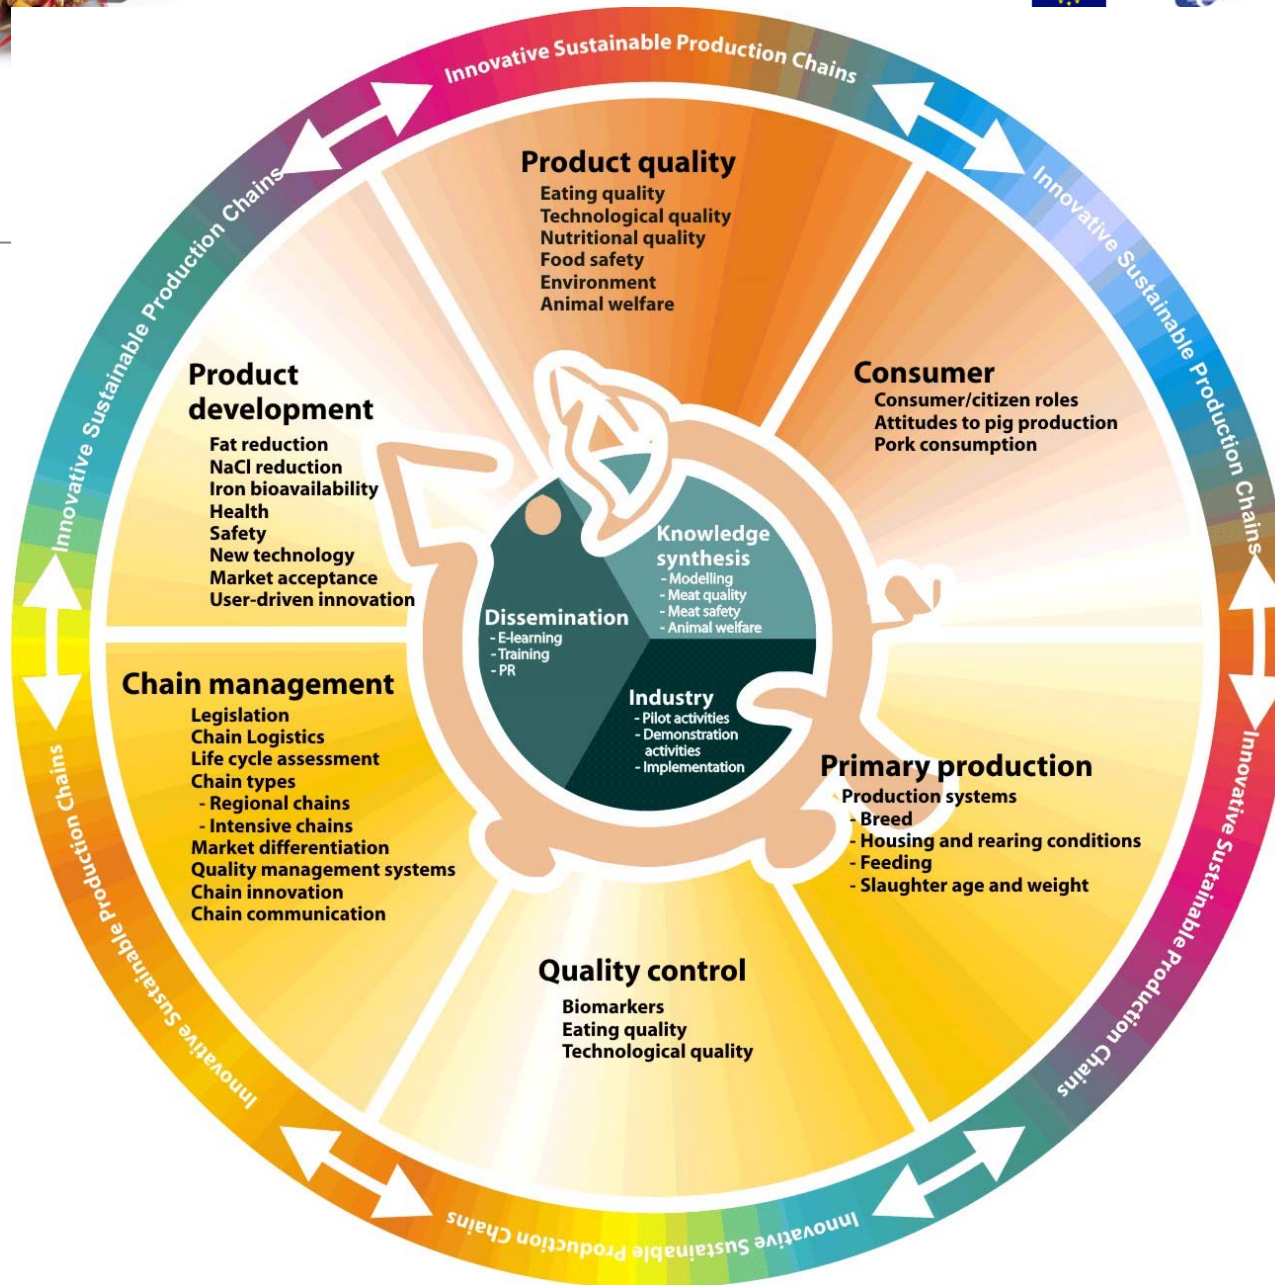 Innovative Sustainable Production Chains
Innovative Sustainable Production Chains
Innovative Sustainable Production Chains
Innovative Sustainable Production Chains
Innovative Sustainable Production Chains
Innovative Sustainable Production Chains
Product quality
Eating quality
Technological quality
Nutritional quality
Food safety
Environment
Animal welfare
Consumer
Consumer/citizen roles
Attitudes to pig production
Pork consumption
Product
development
Fat reduction
NaCl reduction
Iron bioavailability
Health
Safety
New technology
Market acceptance
User-driven innovation
Knowledge
synthesis
- Modelling
- Meat quality
- Meat safety
- Animal welfare
Dissemination
- E-learning
- Training
- PR
Industry
- Pilot activities
- Demonstration
activities
- Implementation
Chain management
Legislation
Chain Logistics
Life cycle assessment
Chain types
- Regional chains
- Intensive chains
Market differentiation
Quality management systems
Chain innovation
Chain communication
Primary production
Production systems
- Breed
- Housing and rearing conditions
- Feeding
- Slaughter age and weight
Quality control
Biomarkers
Eating quality
Technological quality